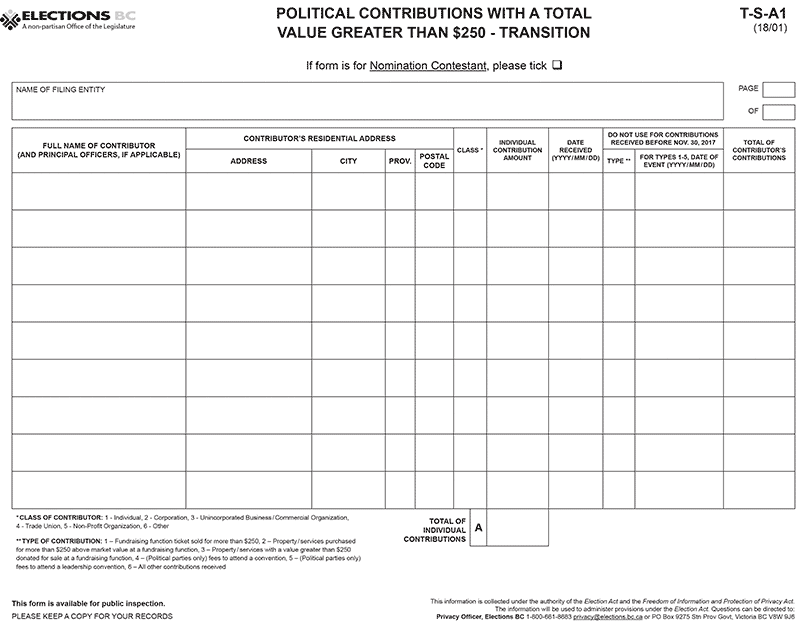 ELECTIONS BC
A non-partisan Office of the Legislature
POLITICAL CONTRIBUTIONS WITH A TOTAL
VALUE GREATER THAN $250 - TRANSITION
T-S-A1
(18/01)
If form is for Nomination Contestant, please tick ❑
NAME OF FILING ENTITY
PAGE
OF
FULL NAME OF CONTRIBUTOR
(AND PRINCIPAL OFFICERS, IF APPLICABLE)
CONTRIBUTOR'S RESIDENTIAL ADDRESS
ADDRESS
CITY
PROV.
POSTAL
CODE
CLASS *
INDIVIDUAL
CONTRIBUTION
AMOUNT
DATE
RECEIVED
(YYYY/MM/DD)
DO NOT USE FOR CONTRIBUTIONS
RECEIVED BEFORE NOV. 30, 2017
TYPE **
FOR TYPES 1-5, DATE OF
EVENT (YYYY/MM/DD)
TOTAL OF
CONTRIBUTOR'S
CONTRIBUTIONS
* CLASS OF CONTRIBUTOR: 1 - Individual, 2 - Corporation, 3 - Unincorporated Business / Commercial Organization,
4 - Trade Union, 5 - Non-Profit Organization, 6 - Other
** TYPE OF CONTRIBUTION: 1 – Fundraising function ticket sold for more than $250, 2 – Property / services purchased
for more than $250 above market value at a fundraising function, 3 – Property / services with a value greater than $250
donated for sale at a fundraising function, 4 – (Political parties only) fees to attend a convention, 5 – (Political parties only)
fees to attend a leadership convention, 6 – All other contributions received
TOTAL OF
INDIVIDUAL
CONTRIBUTIONS
A
This form is available for public inspection.
PLEASE KEEP A COPY FOR YOUR RECORDS
This information is collected under the authority of the Election Act and the Freedom of Information and Protection of Privacy Act.
The information will be used to administer provisions under the Election Act. Questions can be directed to:
Privacy Officer, Elections BC 1-800-661-8683 privacy@elections.bc.ca or PO Box 9275 Stn Prov Govt, Victoria BC V8W 9J6